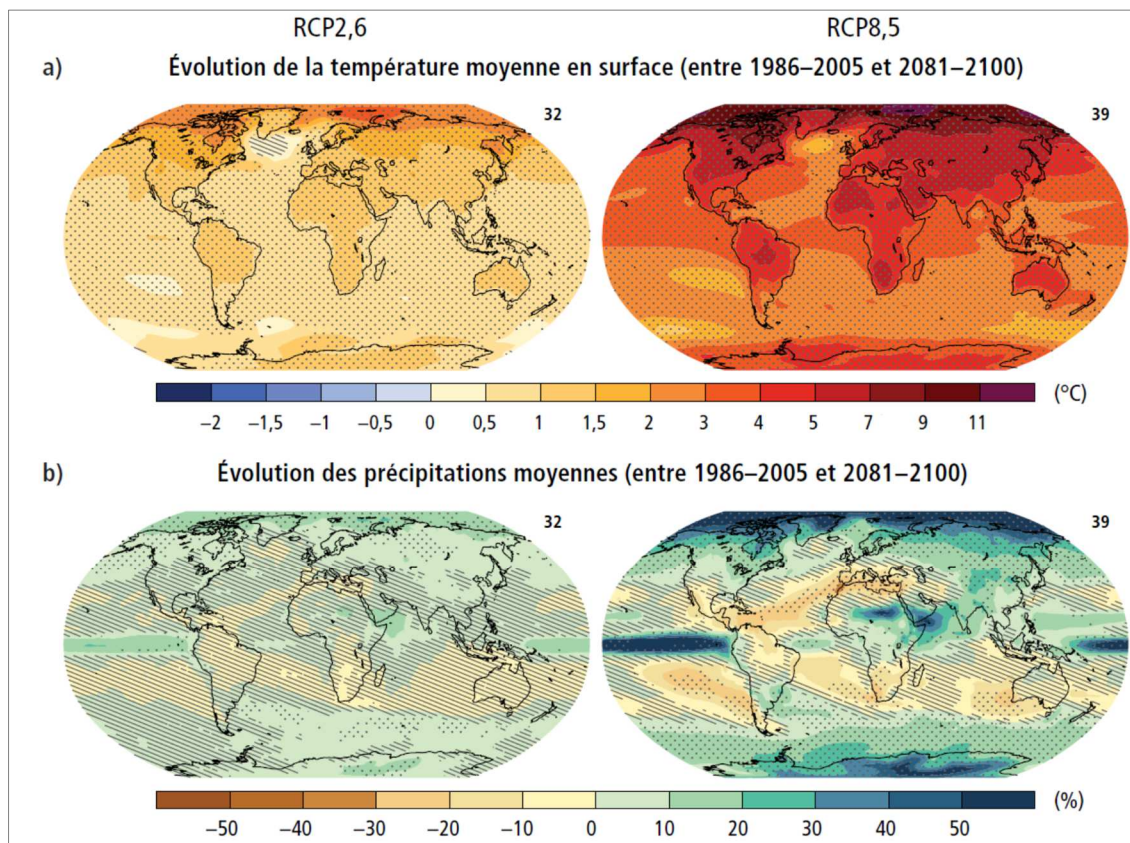 RCP2,6 RCP8,5
a) Évolution de la température moyenne en surface (entre 1986–2005 et 2081–2100)
32 39
–2 –1,5 –1 –0,5 0 0,5 1 1,5 2 3 4 5 7 9 11 (°C)
b) Évolution des précipitations moyennes (entre 1986–2005 et 2081–2100)
32 39
–50 –40 –30 –20 –10 0 10 20 30 40 50 (%)